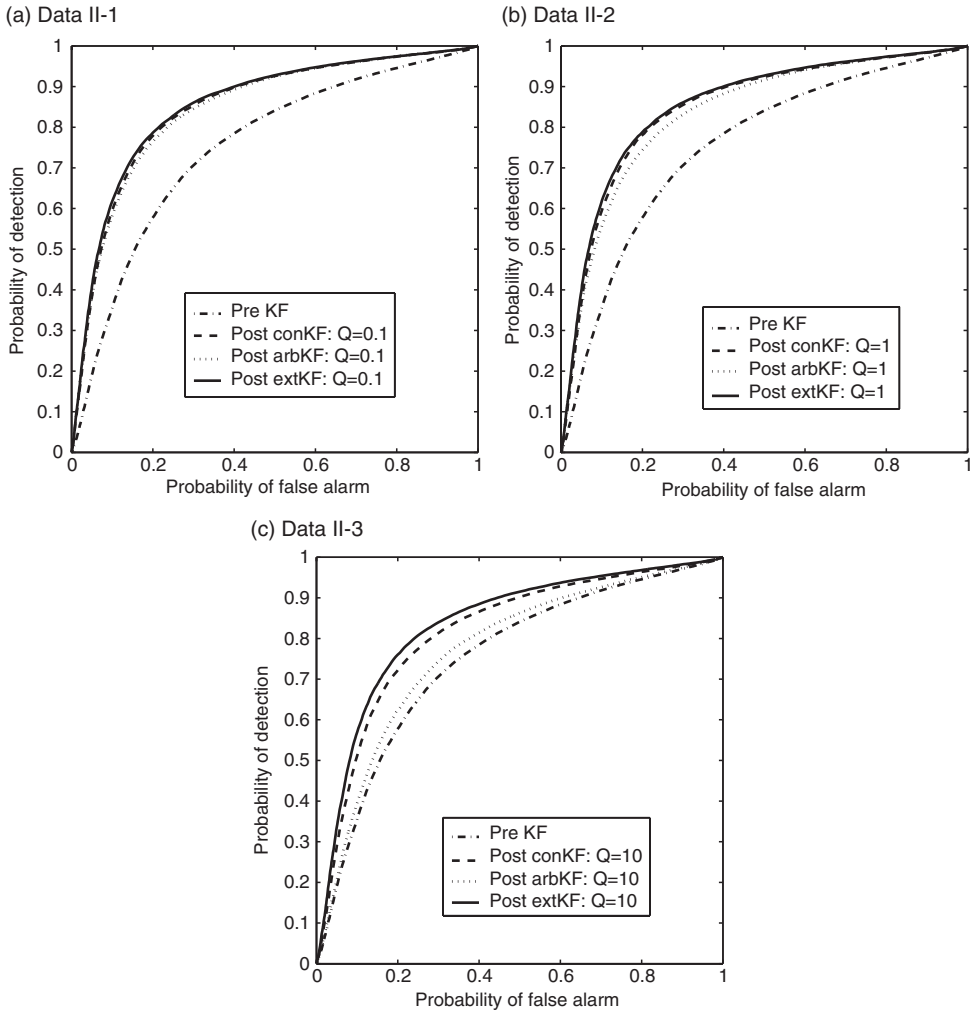 (a) Data II-1
1
0.9
0.8
0.7
0.6
0.5
0.4
0.3
0.2
0.1
0
Probability of detection
Pre KF
Post conKF: Q=0.1
Post arbKF: Q=0.1
Post extKF: Q=0.1
0 0.2 0.4 0.6 0.8 1
Probability of false alarm
(b) Data II-2
1
0.9
0.8
0.7
0.6
0.5
0.4
0.3
0.2
0.1
0
Probability of detection
Pre KF
Post conKF: Q=1
Post arbKF: Q=1
Post extKF: Q=1
0 0.2 0.4 0.6 0.8 1
Probability of false alarm
(c) Data II-3
1
0.9
0.8
0.7
0.6
0.5
0.4
0.3
0.2
0.1
0
Probability of detection
Pre KF
Post conKF: Q=10
Post arbKF: Q=10
Post extKF: Q=10
0 0.2 0.4 0.6 0.8 1
Probability of false alarm